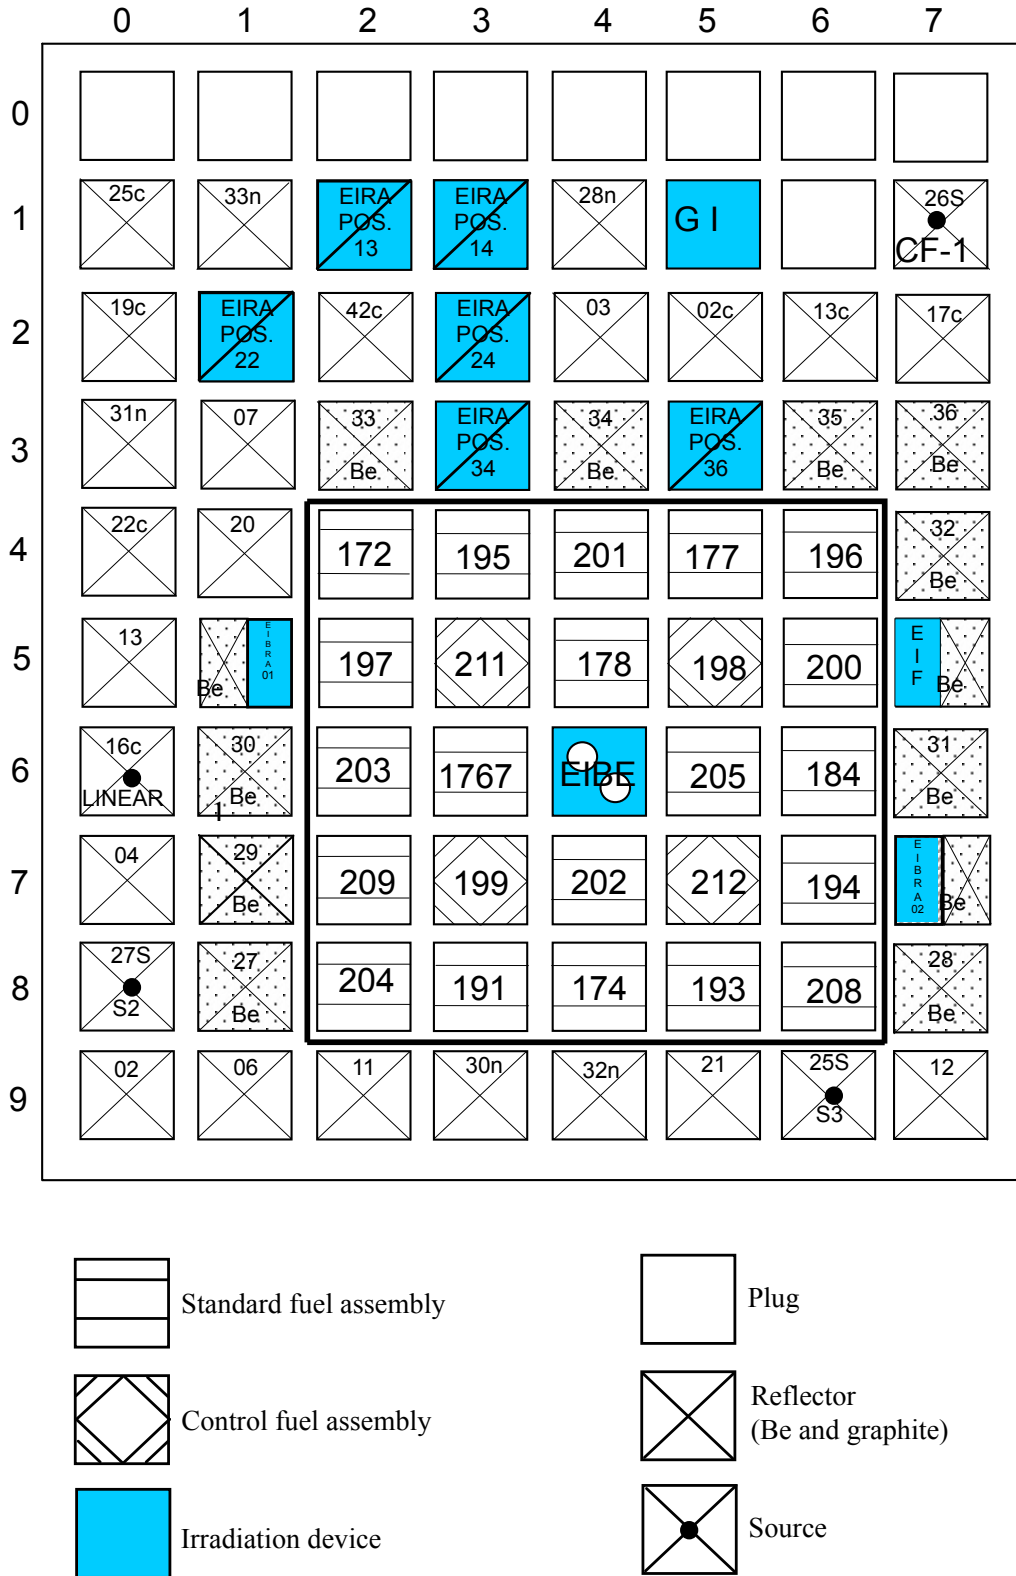 0 1 2 3 4 5 6 7
0
1 25c 33n EIRA POS. 13 EIRA POS. 14 28n G I 26S CF-1
2 19c EIRA POS. 22 42c EIRA POS. 24 03 02c 13c 17c
3 31n 07 33 Be EIRA POS. 34 34 Be EIRA POS. 36 35 Be 36 Be
4 22c 20 172 195 201 177 196 32 Be
5 13 Be EIBRA 01 197 211 178 198 200 EIF Be
6 16c LINEAR 30 Be 1 203 1767 EIBE 205 184 31 Be
7 04 29 Be 209 199 202 212 194 EIBRA 02 Be
8 27S S2 27 Be 204 191 174 193 208 28 Be
9 02 06 11 30n 32n 21 25S S3 12
Standard fuel assembly
Plug
Control fuel assembly
Reflector
(Be and graphite)
Irradiation device
Source